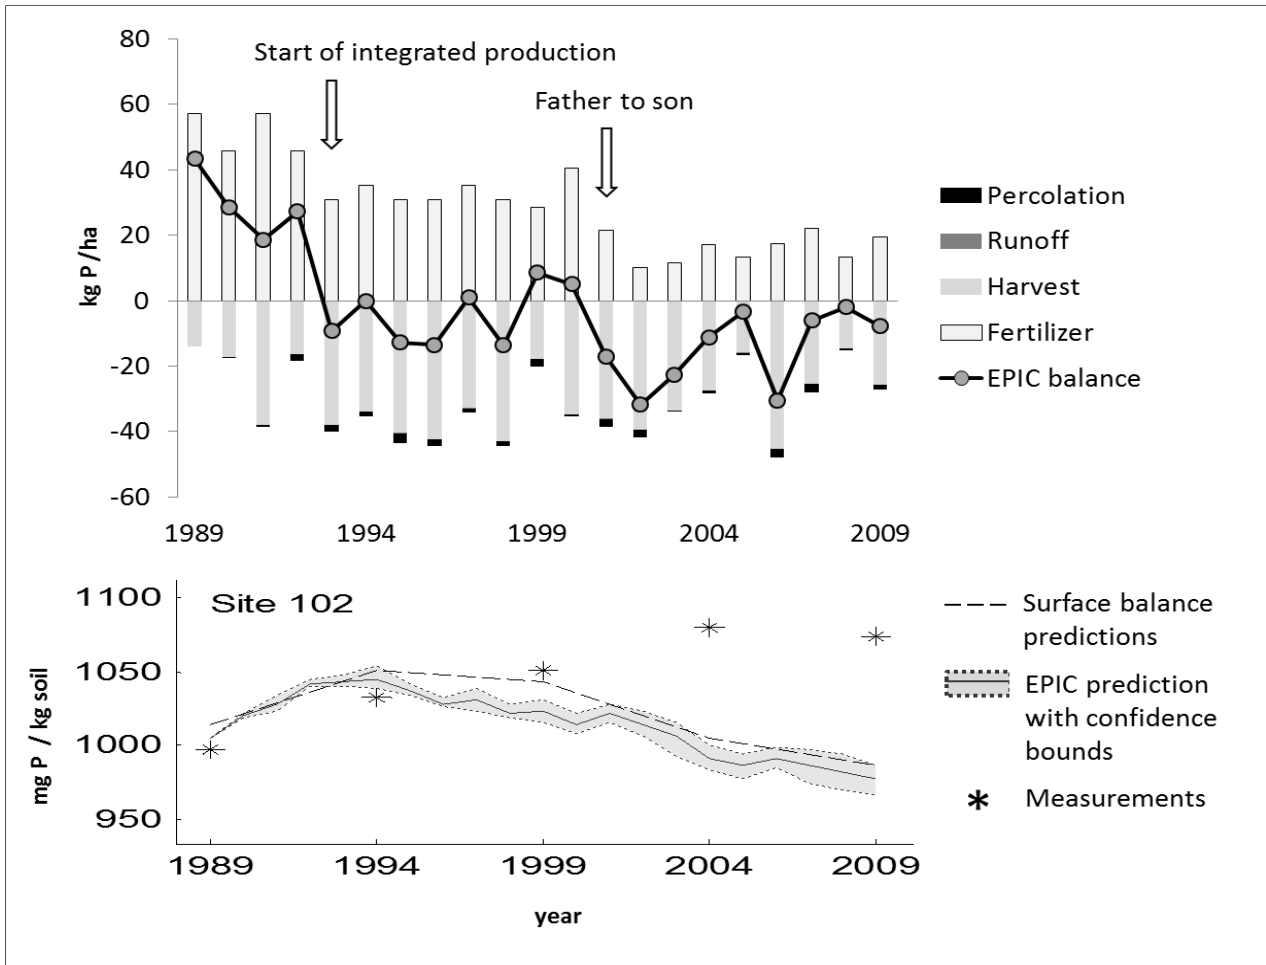 80
60
40
20
0
-20
-40
-60
kg P /ha
Start of integrated production
Father to son
Percolation
Runoff
Harvest
Fertilizer
EPIC balance
1989
1994
1999
2004
2009
1100
1050
1000
950
mg P / kg soil
Site 102
Surface balance
predictions
EPIC prediction
with confidence
bounds
* Measurements
1989
1994
1999
2004
2009
year